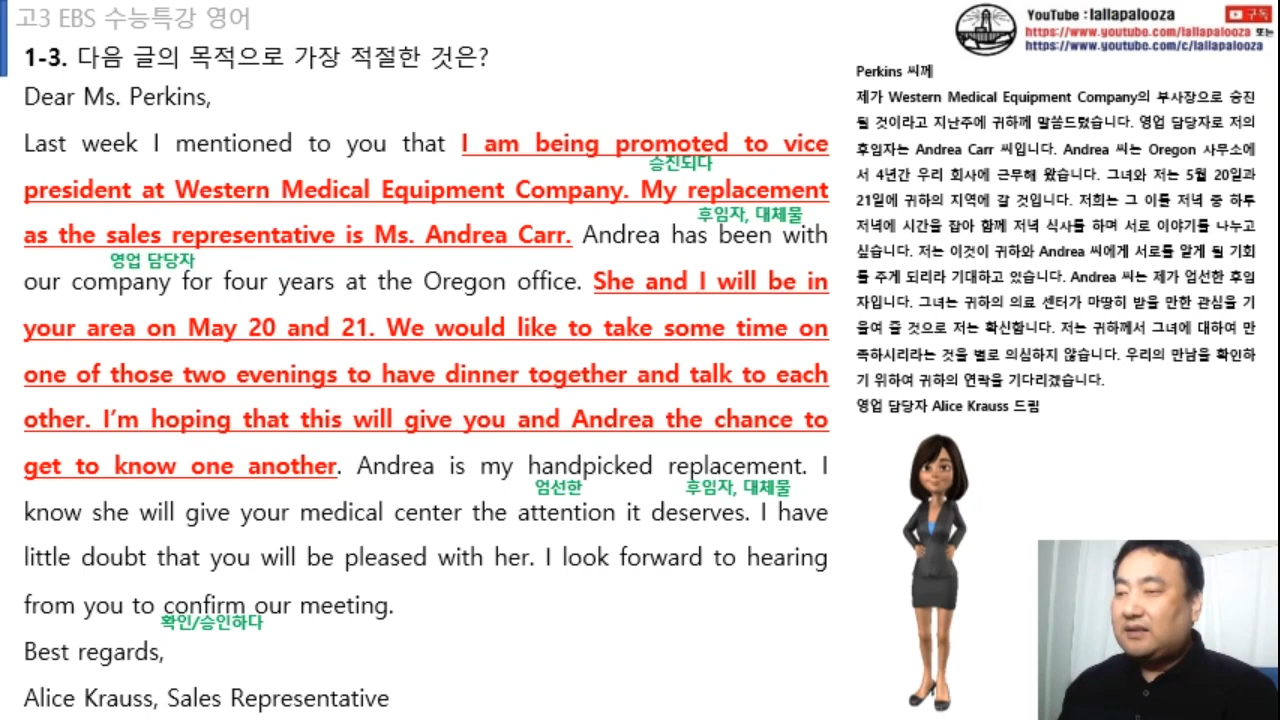 고3 EBS 수능특강 영어
1-3. 다음 글의 목적으로 가장 적절한 것은?
Dear Ms. Perkins,
Last week I mentioned to you that I am being promoted to vice
승진되다
president at Western Medical Equipment Company. My replacement
후임자, 대체물
as the sales representative is Ms. Andrea Carr. Andrea has been with
영업 담당자
our company for four years at the Oregon office. She and I will be in
your area on May 20 and 21. We would like to take some time on
one of those two evenings to have dinner together and talk to each
other. I’m hoping that this will give you and Andrea the chance to
get to know one another. Andrea is my handpicked replacement. I
엄선한 후임자, 대체물
know she will give your medical center the attention it deserves. I have
little doubt that you will be pleased with her. I look forward to hearing
from you to confirm our meeting.
확인/승인하다
Best regards,
Alice Krauss, Sales Representative
YouTube : lallapalooza 구독
https://www.youtube.com/lallapalooza 또는
https://www.youtube.com/c/lallapalooza
Perkins 씨께
제가 Western Medical Equipment Company의 부사장으로 승진
될 것이라고 지난주에 귀하께 말씀드렸습니다. 영업 담당자로 저의
후임자는 Andrea Carr 씨입니다. Andrea 씨는 Oregon 사무소에
서 4년간 우리 회사에 근무해 왔습니다. 그녀와 저는 5월 20일과
21일에 귀하의 지역에 갈 것입니다. 저희는 그 이틀 저녁 중 하루
저녁에 시간을 잡아 함께 저녁 식사를 하며 서로 이야기를 나누고
싶습니다. 저는 이것이 귀하와 Andrea 씨에게 서로를 알게 될 기회
를 주게 되리라 기대하고 있습니다. Andrea 씨는 제가 엄선한 후임
자입니다. 그녀는 귀하의 의료 센터가 마땅히 받을 만한 관심을 기
울여 줄 것으로 저는 확신합니다. 저는 귀하께서 그녀에 대하여 만
족하시리라는 것을 별로 의심하지 않습니다. 우리의 만남을 확인하
기 위하여 귀하의 연락을 기다리겠습니다.
영업 담당자 Alice Krauss 드림